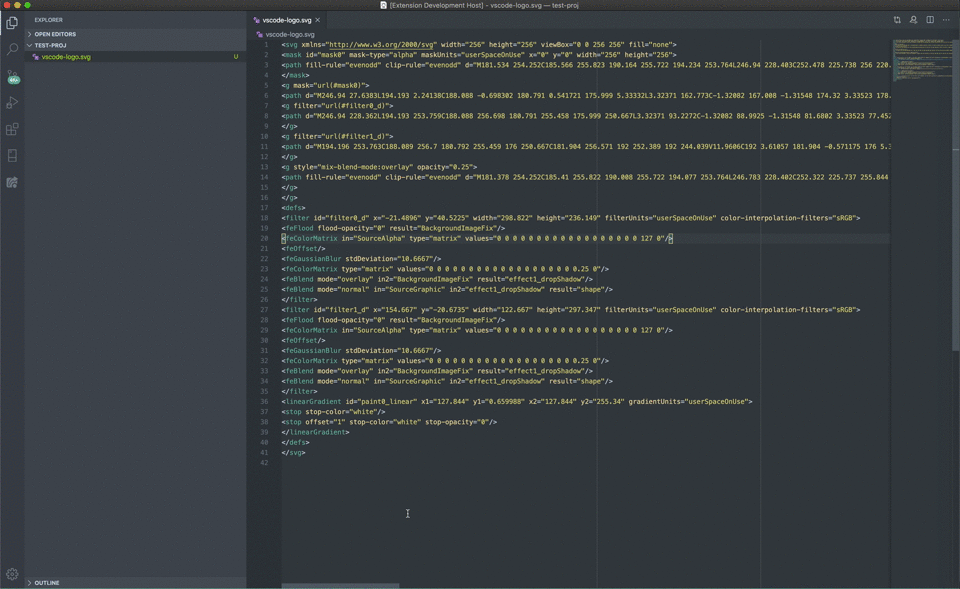 [Extension Development Host] - vscode-logo.svg — test-proj
EXPLORER
OPEN EDITORS
TEST-PROJ
vscode-logo.svg U
OUTLINE
vscode-logo.svg
vscode-logo.svg
1 <svg xmlns="http://www.w3.org/2000/svg" width="256" height="256" viewBox="0 0 256 256" fill="none">
2 <mask id="mask0" mask-type="alpha" maskUnits="userSpaceOnUse" x="0" y="0" width="256" height="256">
3 <path fill-rule="evenodd" clip-rule="evenodd" d="M181.534 254.252C185.566 255.823 190.164 255.722 194.234 253.764L246.94 228.403C252.478 225.738 256 220.
4 </mask>
5 <g mask="url(#mask0)">
6 <path d="M246.94 27.6383L194.193 2.24138C188.088 -0.698302 180.791 0.541721 175.999 5.33332L3.32371 162.773C-1.32082 167.008 -1.31548 174.32 3.33523 178.
7 <g filter="url(#filter0_d)">
8 <path d="M246.94 228.362L194.193 253.759C188.088 256.698 180.791 255.458 175.999 250.667L3.32371 93.2272C-1.32082 88.9925 -1.31548 81.6802 3.33523 77.452
9 </g>
10 <g filter="url(#filter1_d)">
11 <path d="M194.196 253.763C188.089 256.7 180.792 255.459 176 250.667C181.904 256.571 192 252.389 192 244.039V11.9606C192 3.61057 181.904 -0.571175 176 5.3
12 </g>
13 <g style="mix-blend-mode:overlay" opacity="0.25">
14 <path fill-rule="evenodd" clip-rule="evenodd" d="M181.378 254.252C185.41 255.822 190.008 255.722 194.077 253.764L246.783 228.402C252.322 225.737 255.844
15 </g>
16 </g>
17 <defs>
18 <filter id="filter0_d" x="-21.4896" y="40.5225" width="298.822" height="236.149" filterUnits="userSpaceOnUse" color-interpolation-filters="sRGB">
19 <feFlood flood-opacity="0" result="BackgroundImageFix"/>
20 <feColorMatrix in="SourceAlpha" type="matrix" values="0 0 0 0 0 0 0 0 0 0 0 0 0 0 0 0 0 0 127 0"/>
21 <feOffset/>
22 <feGaussianBlur stdDeviation="10.6667"/>
23 <feColorMatrix type="matrix" values="0 0 0 0 0 0 0 0 0 0 0 0 0 0 0 0 0 0 0.25 0"/>
24 <feBlend mode="overlay" in2="BackgroundImageFix" result="effect1_dropShadow"/>
25 <feBlend mode="normal" in="SourceGraphic" in2="effect1_dropShadow" result="shape"/>
26 </filter>
27 <filter id="filter1_d" x="154.667" y="-20.6735" width="122.667" height="297.347" filterUnits="userSpaceOnUse" color-interpolation-filters="sRGB">
28 <feFlood flood-opacity="0" result="BackgroundImageFix"/>
29 <feColorMatrix in="SourceAlpha" type="matrix" values="0 0 0 0 0 0 0 0 0 0 0 0 0 0 0 0 0 0 127 0"/>
30 <feOffset/>
31 <feGaussianBlur stdDeviation="10.6667"/>
32 <feColorMatrix type="matrix" values="0 0 0 0 0 0 0 0 0 0 0 0 0 0 0 0 0 0 0.25 0"/>
33 <feBlend mode="overlay" in2="BackgroundImageFix" result="effect1_dropShadow"/>
34 <feBlend mode="normal" in="SourceGraphic" in2="effect1_dropShadow" result="shape"/>
35 </filter>
36 <linearGradient id="paint0_linear" x1="127.844" y1="0.659988" x2="127.844" y2="255.34" gradientUnits="userSpaceOnUse">
37 <stop stop-color="white"/>
38 <stop offset="1" stop-color="white" stop-opacity="0"/>
39 </linearGradient>
40 </defs>
41 </svg>
42